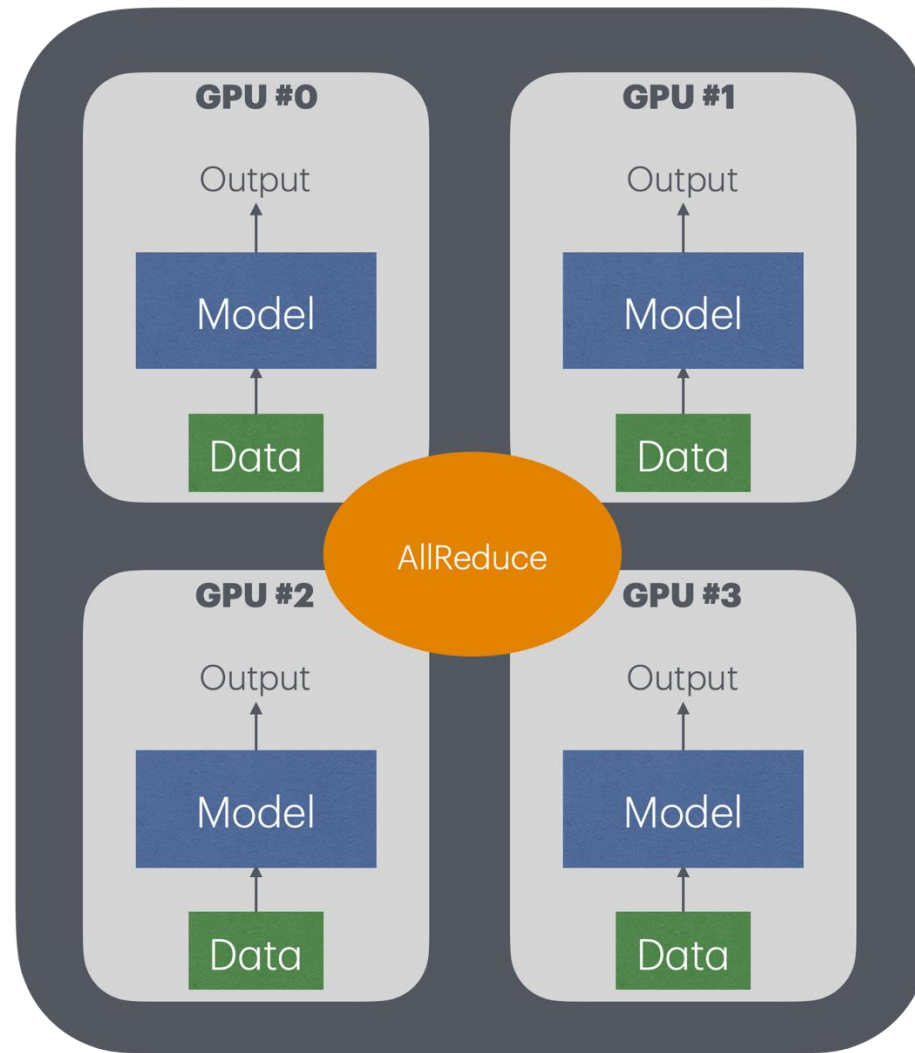 GPU #0
Output
Model
Data
GPU #1
Output
Model
Data
AllReduce
GPU #2
Output
Model
Data
GPU #3
Output
Model
Data